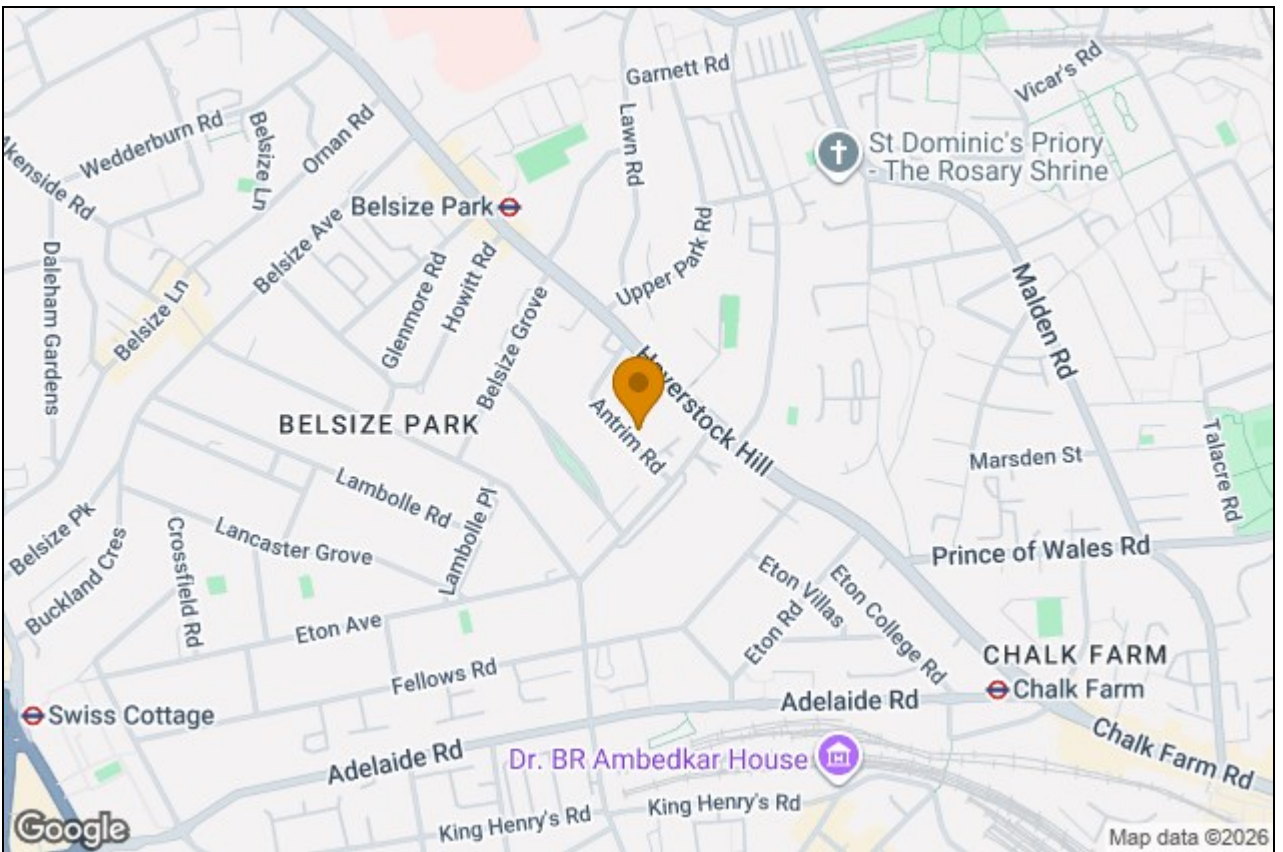 Garnett Rd
Vicar's Rd
Wedderburn Rd
Belsize Ln
Ornan Rd
Lawn Rd
St Dominic's Priory
- The Rosary Shrine
Akenside Rd
Belsize Park
Belsize Ave
Upper Park Rd
Daleham Gardens
Glenmore Rd
Howitt Rd
Malden Rd
Belsize Ln
Belsize Grove
Haverstock Hill
BELSIZE PARK
Antrim Rd
Marsden St
Talacre Rd
Lambolle Rd
Lambolle Pl
Belsize Pk
Buckland Cres
Crossfield Rd
Lancaster Grove
Prince of Wales Rd
Eton Villas
Eton College Rd
Eton Rd
Eton Ave
CHALK FARM
Fellows Rd
Chalk Farm
Adelaide Rd
Swiss Cottage
Chalk Farm Rd
Adelaide Rd
Dr. BR Ambedkar House
King Henry's Rd
King Henry's Rd
Google
Map data ©2026